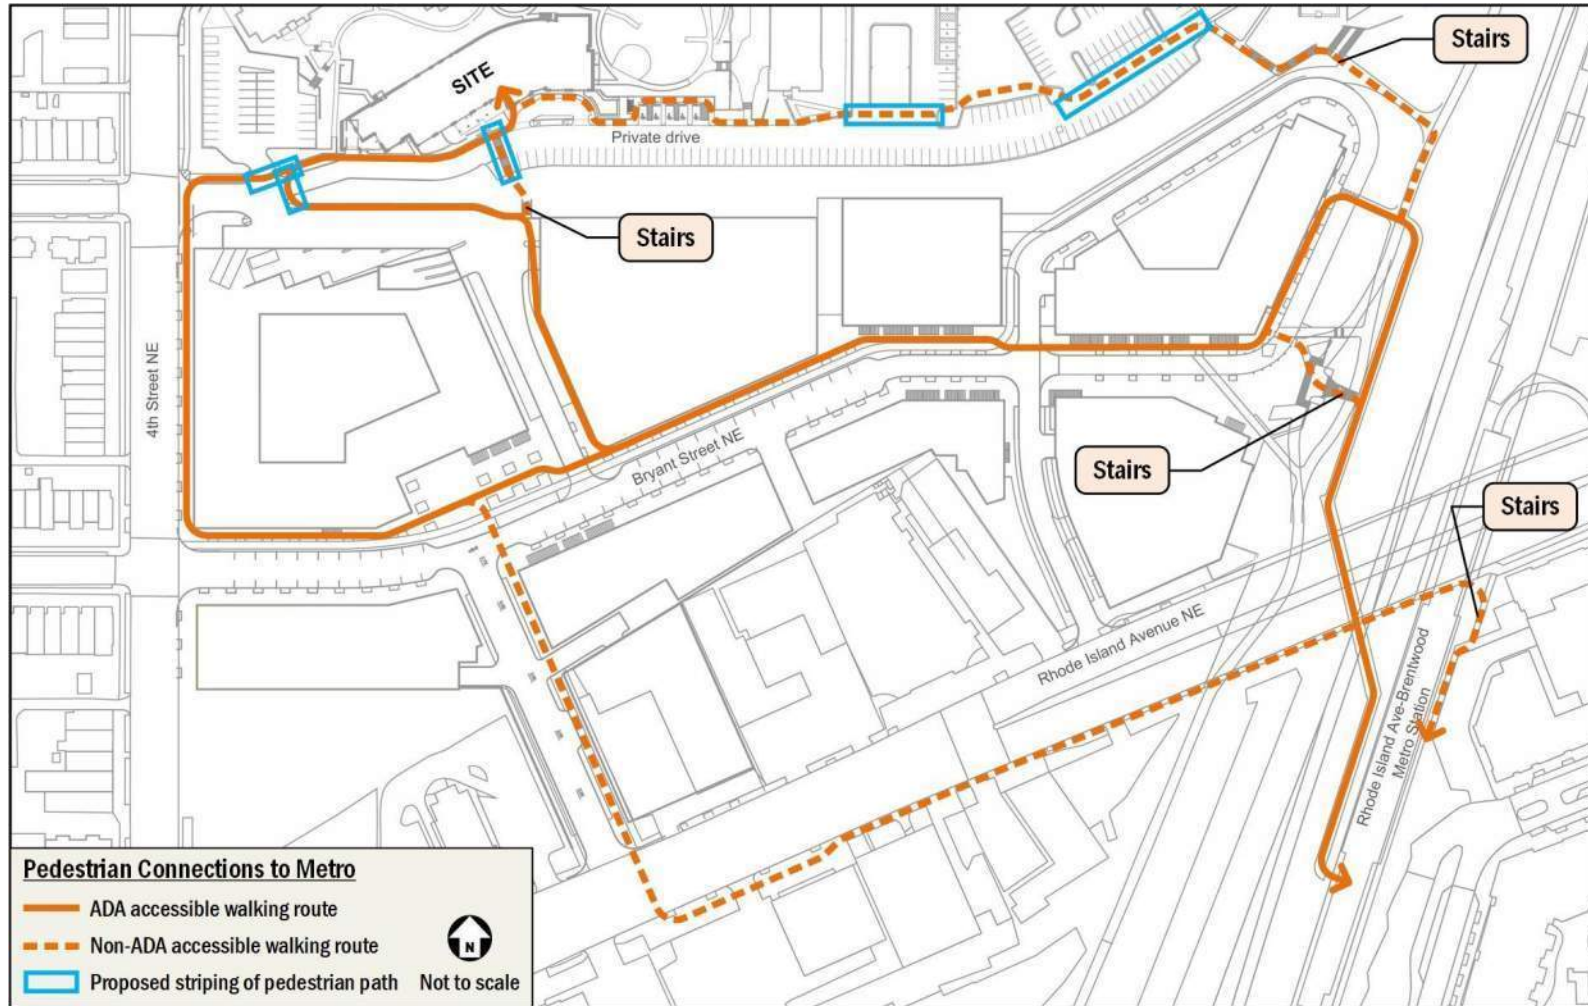 Stairs
SITE
Private drive
Stairs
4th Street NE
Bryant Street NE
Stairs
Stairs
Rhode Island Avenue NE
Rhode Island Ave-Brentwood
Metro Station
Pedestrian Connections to Metro
ADA accessible walking route
Non-ADA accessible walking route
N
Proposed striping of pedestrian path
Not to scale